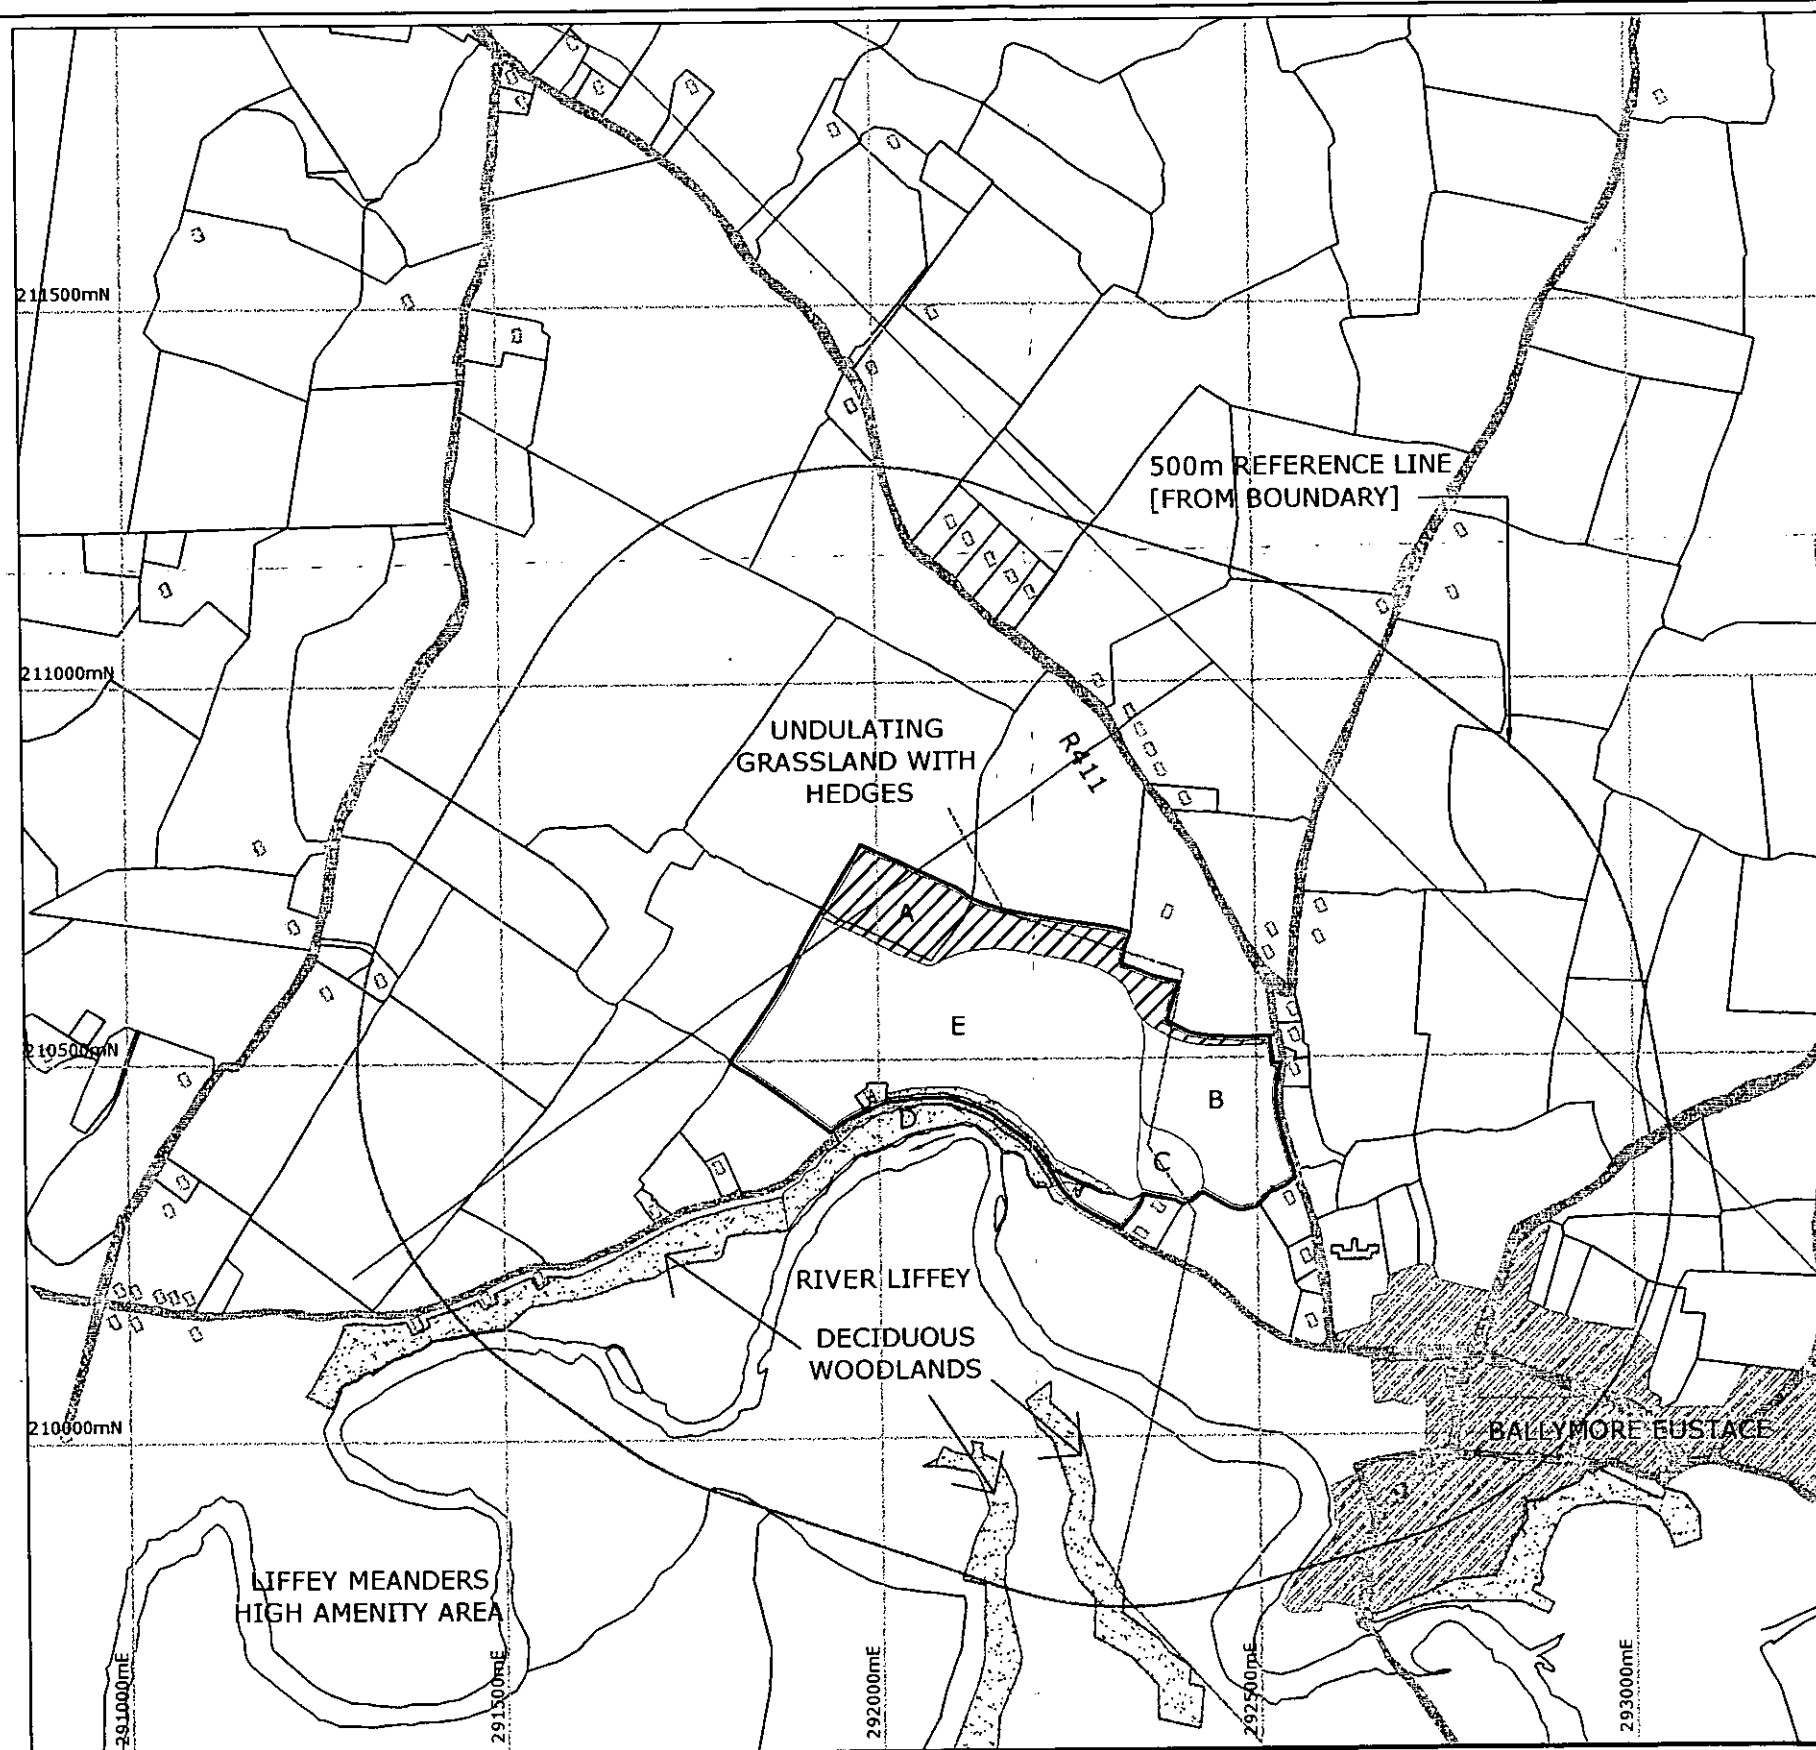 211500mN
500m REFERENCE LINE
[FROM BOUNDARY]
211000mN
UNDULATING
GRASSLAND WITH
HEDGES
R411
A
E
210500mN
B
D
C
RIVER LIFFEY
DECIDUOUS
WOODLANDS
210000mN
BALLYMORE EUSTACE
LIFFEY MEANDERS
HIGH AMENITY AREA
291000mE
291500mE
292000mE
292500mE
293000mE